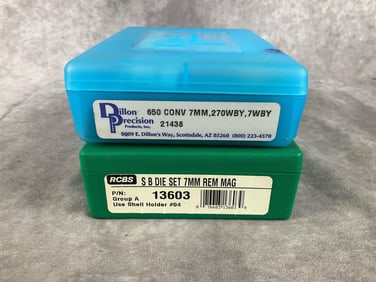 Dillon
Precision
Products, Inc.
650 CONV 7MM,270WBY,7WBY
21438
8009 E. Dillon's Way, Scottsdale, AZ 85260 (800) 223-4570
RCBS
S B DIE SET 7MM REM MAG
P/N:
13603
Group A
Use Shell Holder #04